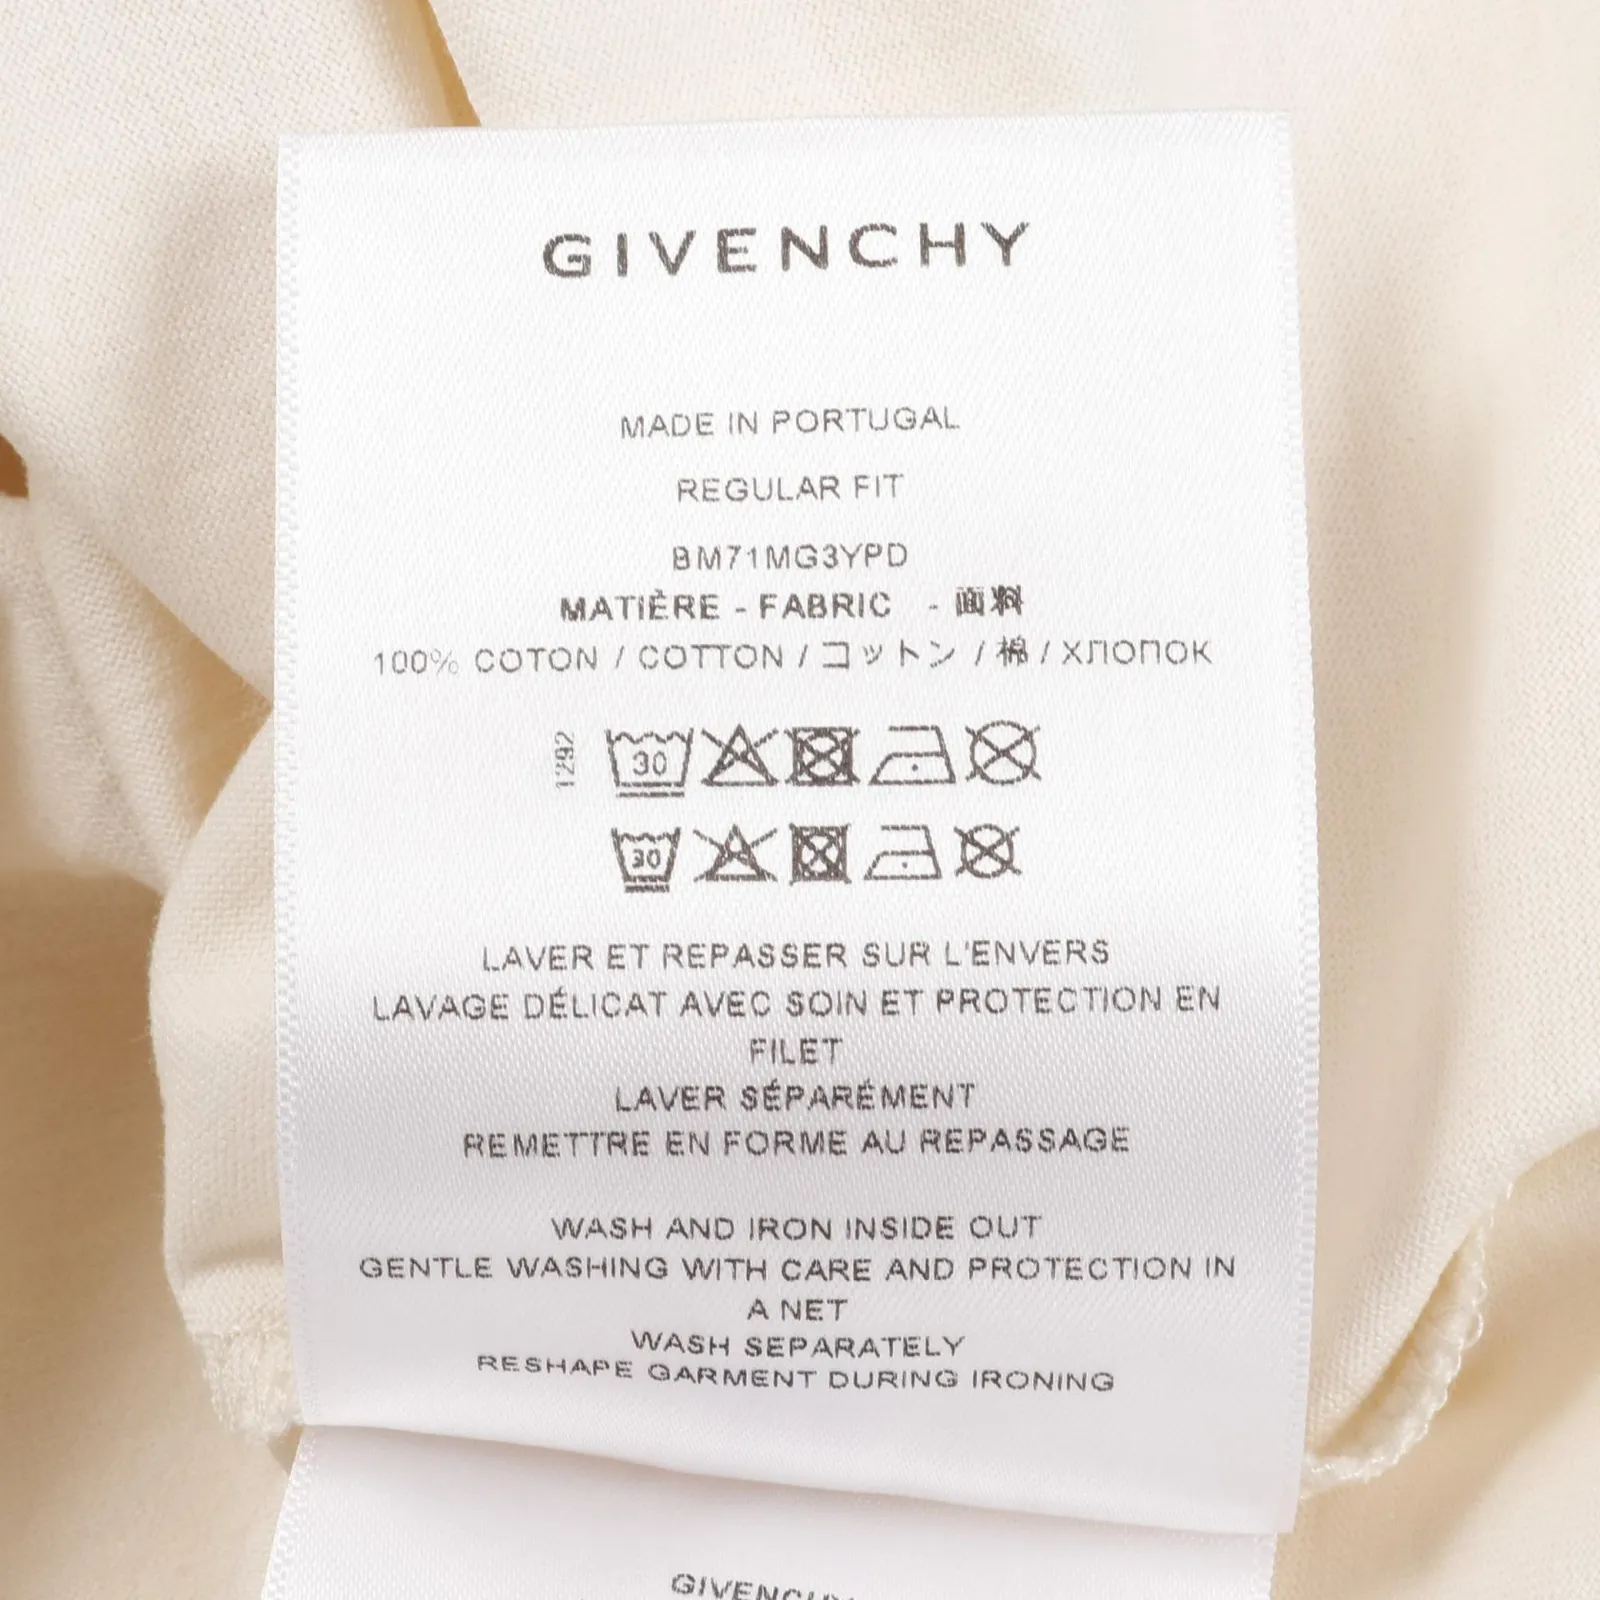 GIVENCHY
MADE IN PORTUGAL
REGULAR FIT
BM71MG3YPD
MATIÈRE - FABRIC - 面料
100% COTON / COTTON / コットン / 棉 / ХЛОПОК
1292
30
30
LAVER ET REPASSER SUR L'ENVERS
LAVAGE DÉLICAT AVEC SOIN ET PROTECTION EN
FILET
LAVER SÉPARÉMENT
REMETTRE EN FORME AU REPASSAGE
WASH AND IRON INSIDE OUT
GENTLE WASHING WITH CARE AND PROTECTION IN
A NET
WASH SEPARATELY
RESHAPE GARMENT DURING IRONING
GIVENCHY